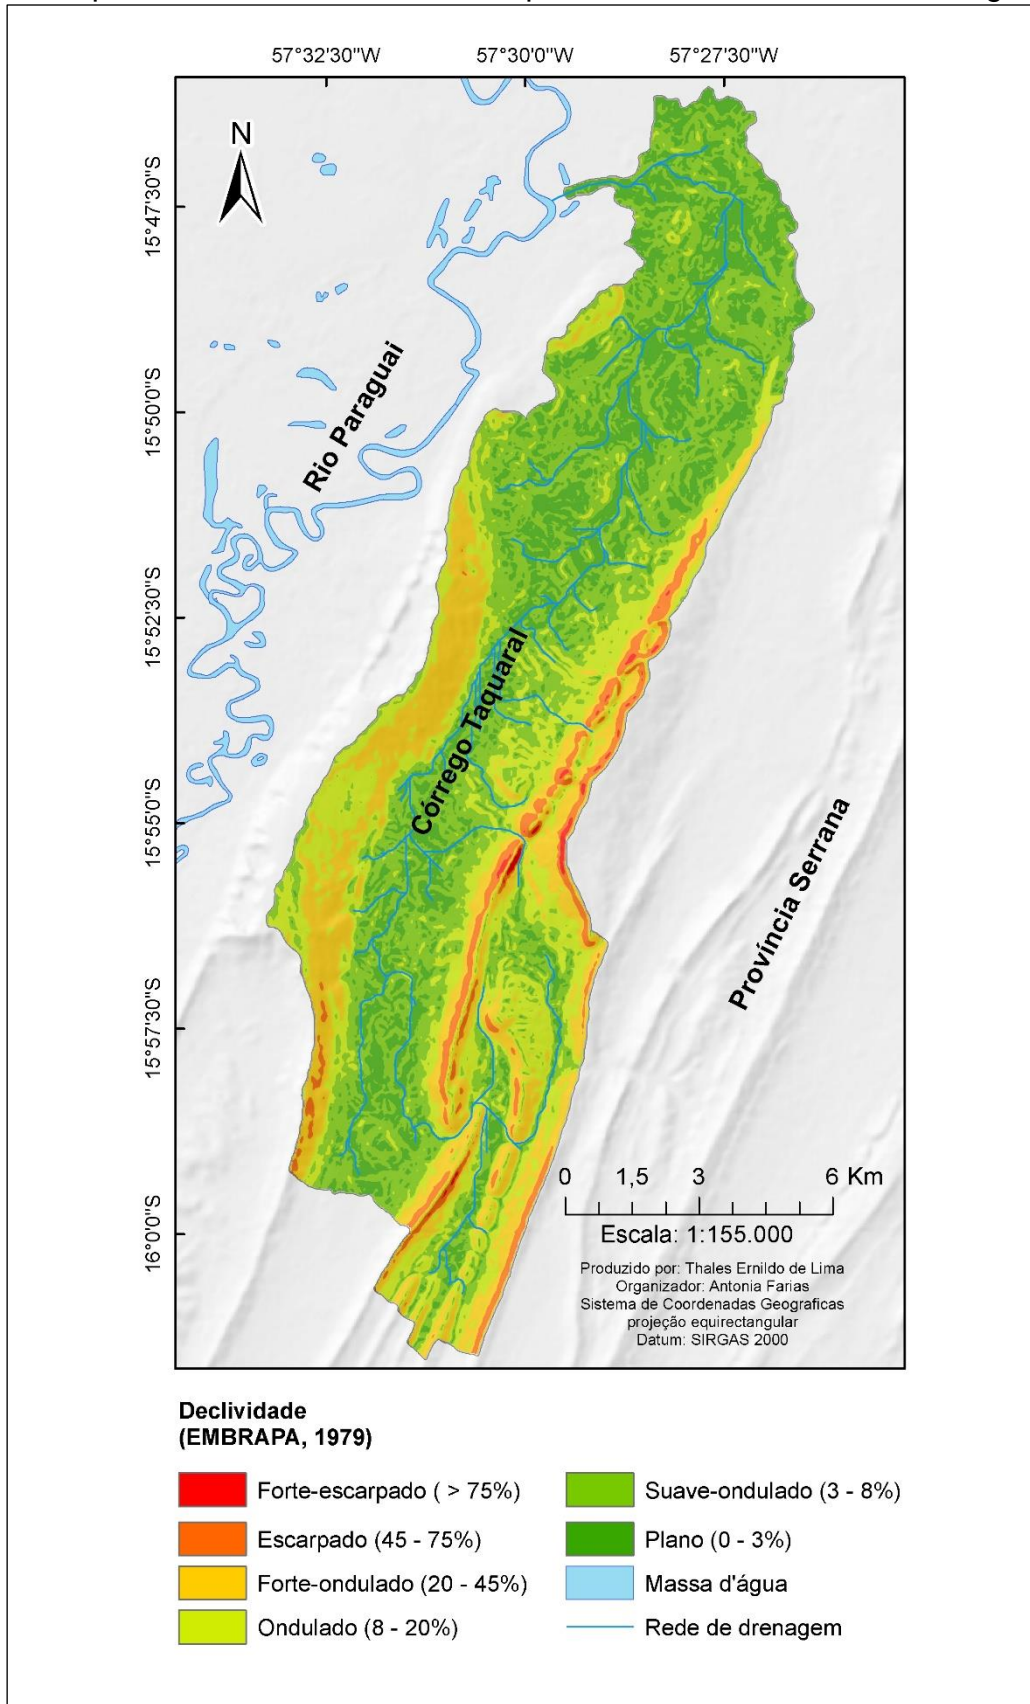 57°32'30"W 57°30'0"W 57°27'30"W
N
15°47'30"S
15°50'0"S
15°52'30"S
15°55'0"S
15°57'30"S
16°0'0"S
Rio Paraguai
Córrego Taquaral
Província Serrana
0 1,5 3 6 Km
Escala: 1:155.000
Produzido por: Thales Ernildo de Lima
Organizador: Antonia Farias
Sistema de Coordenadas Geograficas
projeção equirectangular
Datum: SIRGAS 2000
Declividade
(EMBRAPA, 1979)
Forte-escarpado ( > 75%)
Escarpado (45 - 75%)
Forte-ondulado (20 - 45%)
Ondulado (8 - 20%)
Suave-ondulado (3 - 8%)
Plano (0 - 3%)
Massa d'água
Rede de drenagem